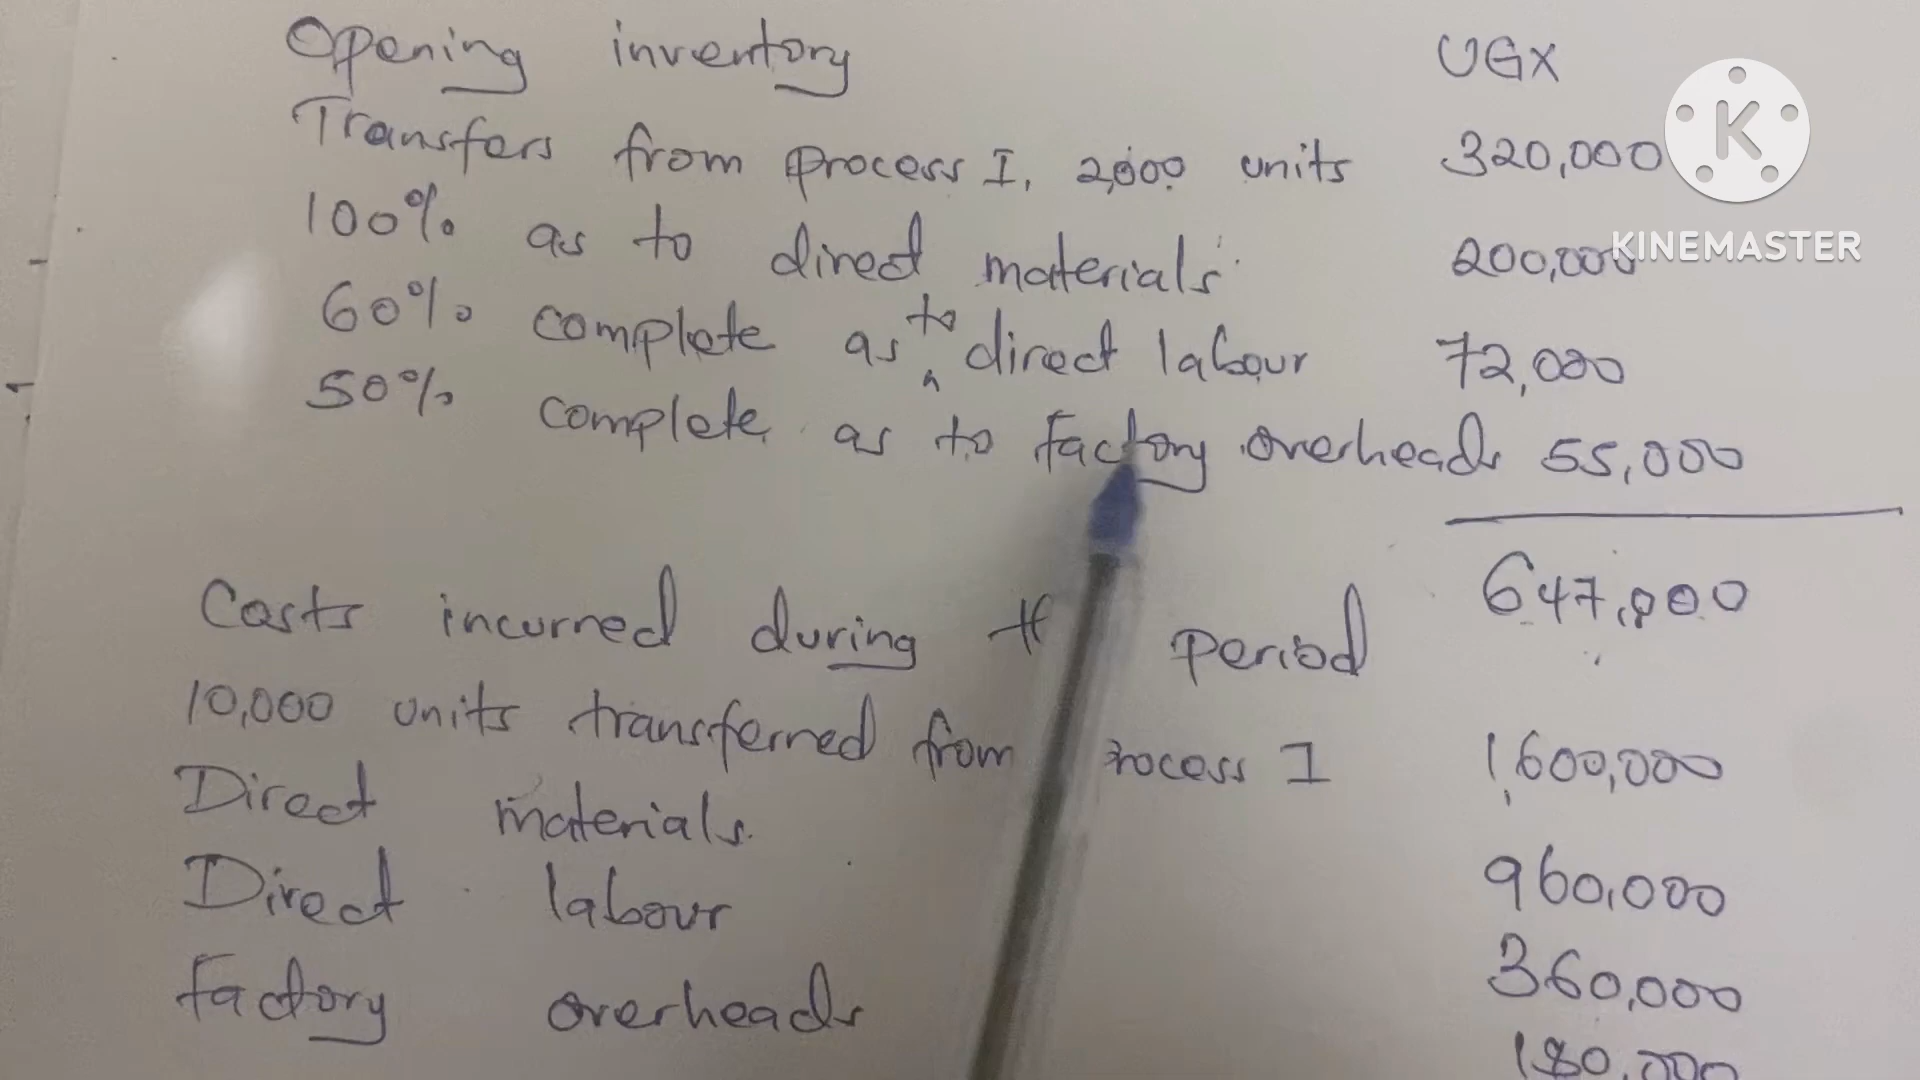 Opening inventory UGX
Transfers from process I, 2,000 units 320,000
100% as to direct materials 200,000
60% complete as to direct labour 72,000
50% complete as to factory overheads 55,000
647,000
Costs incurred during period
10,000 units transferred from rocess I 1,600,000
Direct materials 960,000
Direct labour 360,000
Factory overheads 180,000
K
KINEMASTER